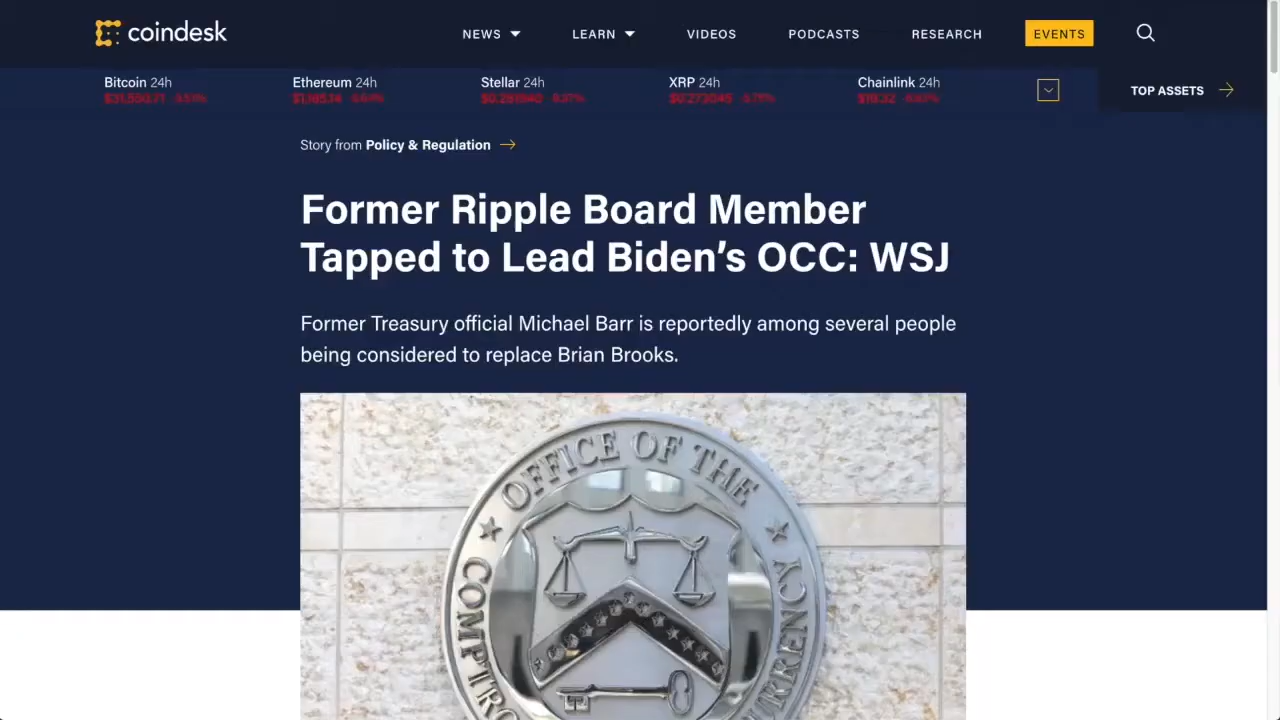 coindesk
NEWS LEARN VIDEOS PODCASTS RESEARCH EVENTS
Bitcoin 24h Ethereum 24h Stellar 24h XRP 24h Chainlink 24h
TOP ASSETS
Story from Policy & Regulation
Former Ripple Board Member
Tapped to Lead Biden's OCC: WSJ
Former Treasury official Michael Barr is reportedly among several people
being considered to replace Brian Brooks.
OFFICE OF THE